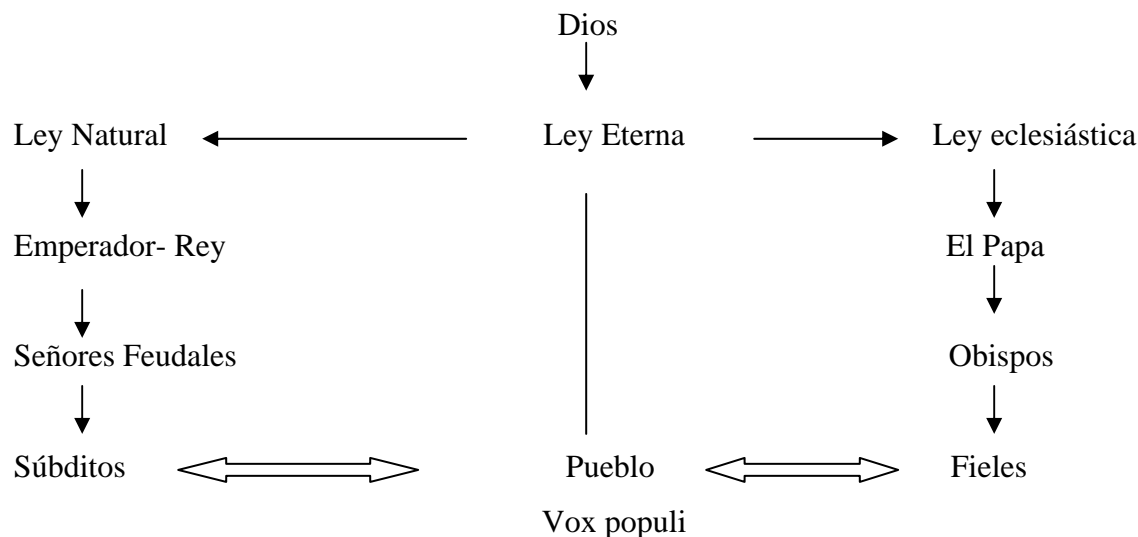 Dios
Ley Natural
Ley Eterna
Ley eclesiástica
Emperador- Rey
El Papa
Señores Feudales
Obispos
Súbditos
Pueblo
Fieles
Vox populi